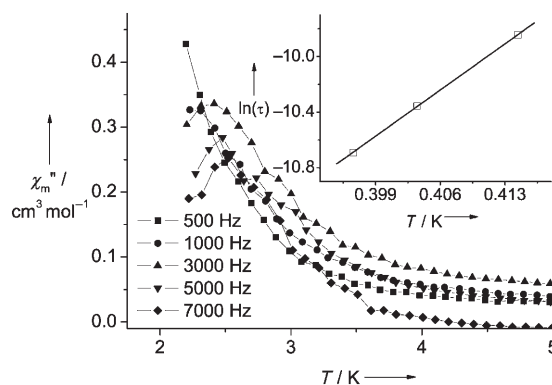 0.4
0.3
0.2
0.1
0.0
χm" /
cm³ mol⁻¹
500 Hz
1000 Hz
3000 Hz
5000 Hz
7000 Hz
2
3
4
5
T / K
ln(τ)
−10.0
−10.4
−10.8
0.399
0.406
0.413
T / K